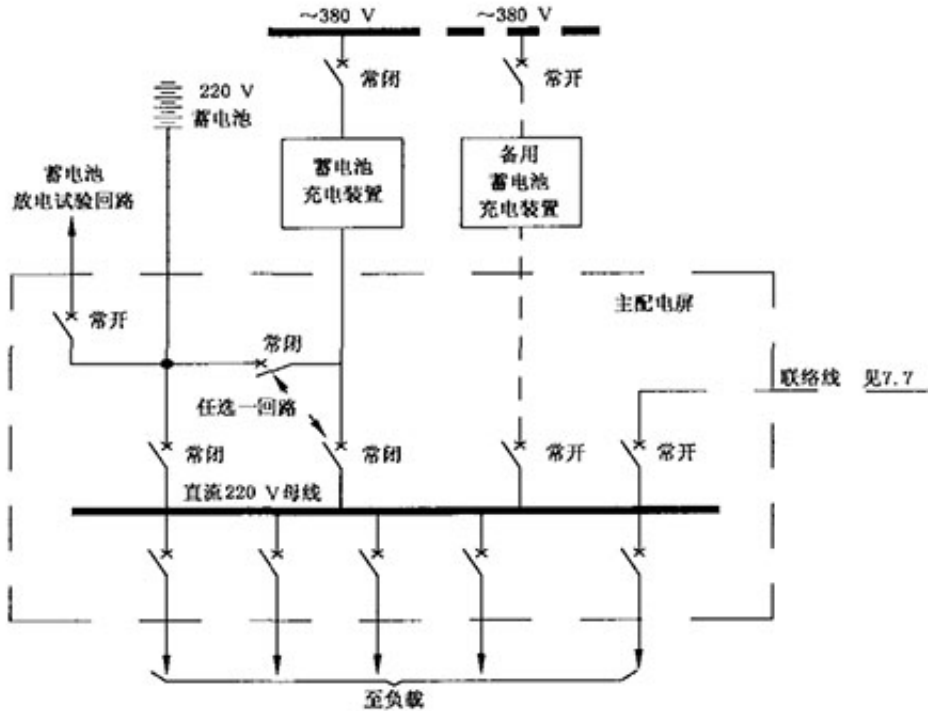 ～380 V
～380 V
常闭
常开
220 V
蓄电池
蓄电池
充电装置
备用
蓄电池
充电装置
蓄电池
放电试验回路
主配电屏
常开
常闭
联络线 见7.7
任选一回路
常闭
常闭
常开
常开
直流220 V母线
至负载